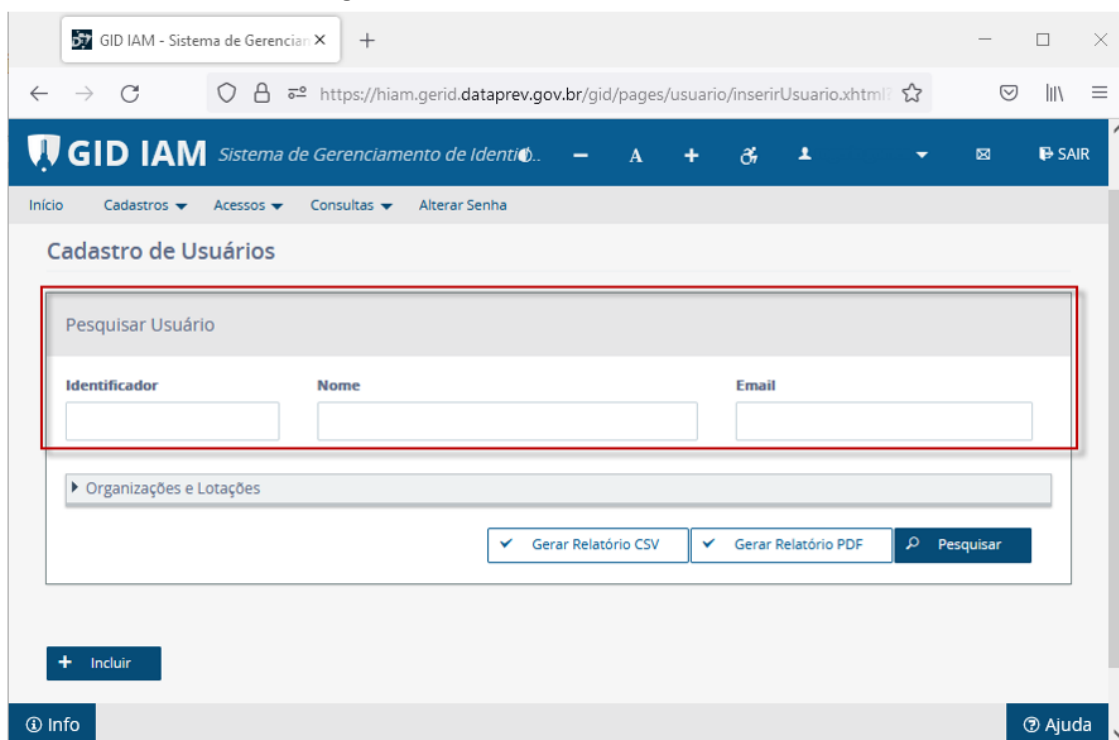 GID IAM - Sistema de Gerencian
https://hiam.gerid.dataprev.gov.br/gid/pages/usuario/inserirUsuario.xhtml
GID IAM Sistema de Gerenciamento de Identi.. A SAIR
Início Cadastros Acessos Consultas Alterar Senha
Cadastro de Usuários
Pesquisar Usuário
Identificador Nome Email
Organizações e Lotações
Gerar Relatório CSV Gerar Relatório PDF Pesquisar
+ Incluir
Info Ajuda